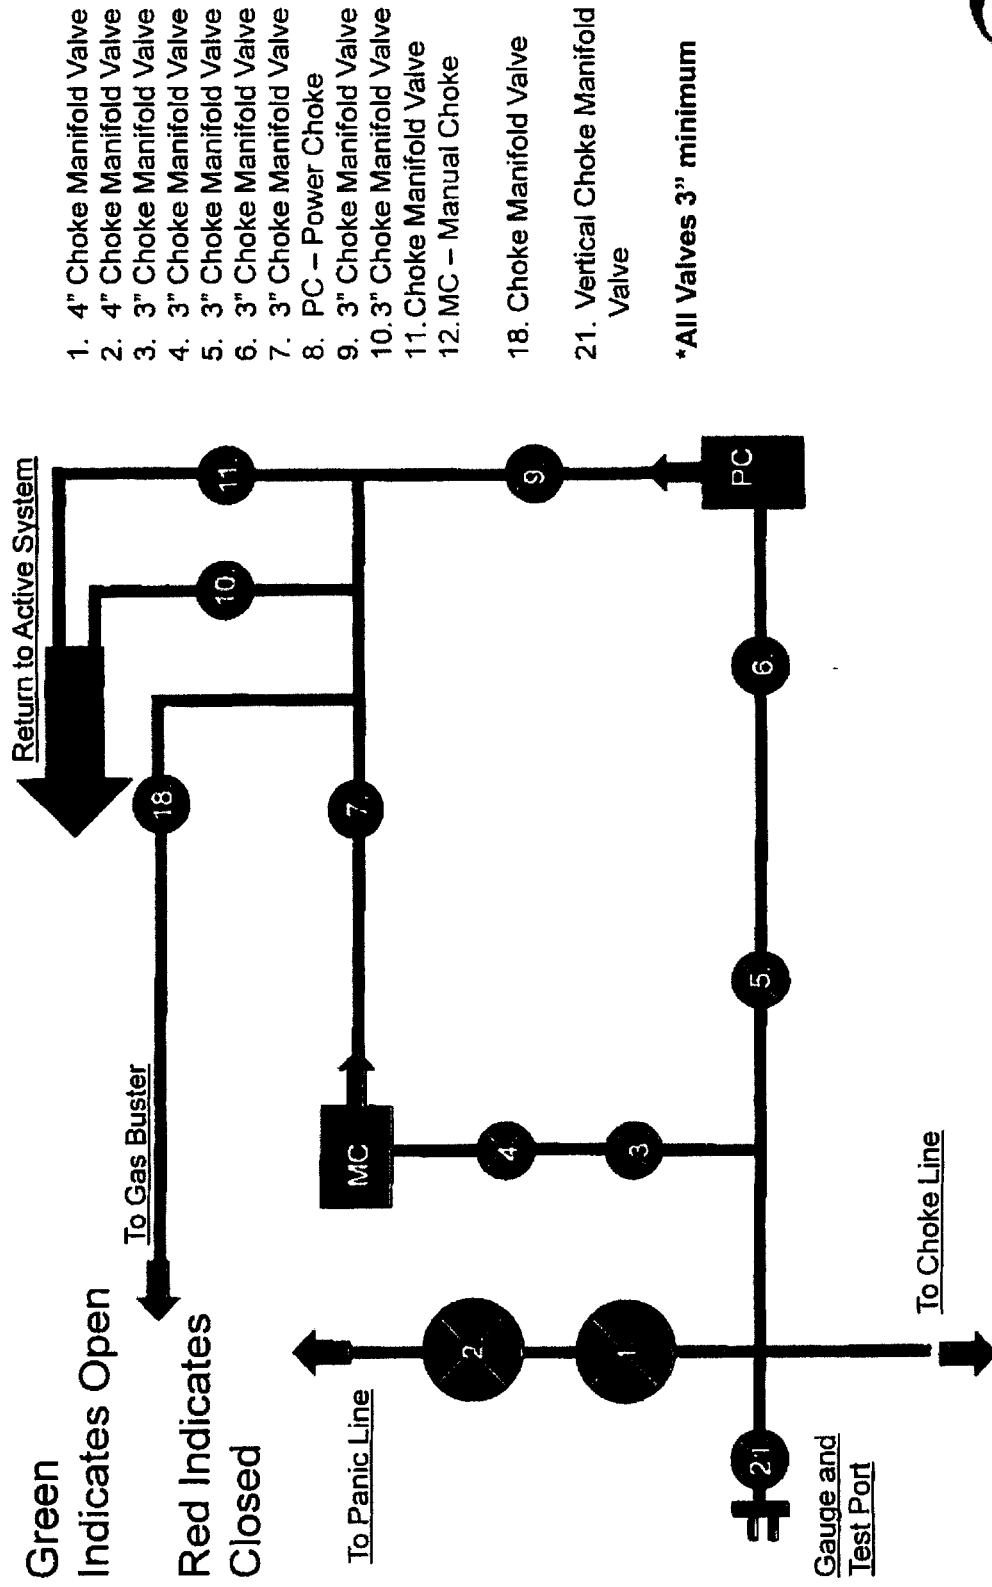 Green
Indicates Open
Red Indicates
Closed
To Gas Buster
Return to Active System
To Panic Line
Gauge and
Test Port
To Choke Line
MC
PC
1
2
3
4
5.
6.
7.
9.
10.
11.
18.
21
1. 4" Choke Manifold Valve
2. 4" Choke Manifold Valve
3. 3" Choke Manifold Valve
4. 3" Choke Manifold Valve
5. 3" Choke Manifold Valve
6. 3" Choke Manifold Valve
7. 3" Choke Manifold Valve
8. PC – Power Choke
9. 3" Choke Manifold Valve
10. 3" Choke Manifold Valve
11. Choke Manifold Valve
12. MC – Manual Choke
18. Choke Manifold Valve
21. Vertical Choke Manifold
Valve
*All Valves 3" minimum